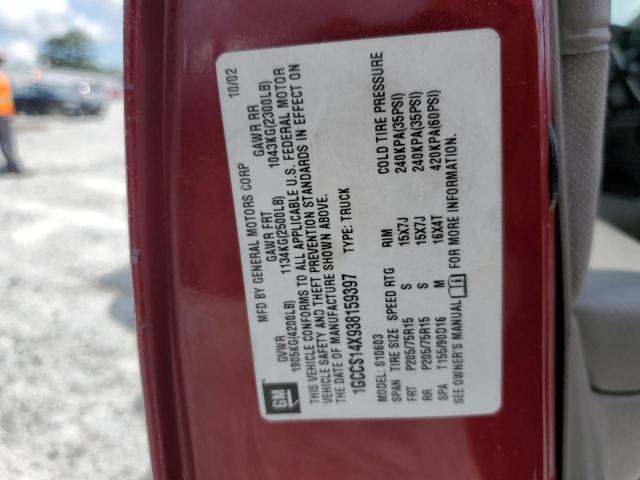 GM
MFD BY GENERAL MOTORS CORP 10/02
GVWR GAWR FRT GAWR RR
1905KG(4200LB) 1134KG(2500LB) 1043KG(2300LB)
THIS VEHICLE CONFORMS TO ALL APPLICABLE U.S. FEDERAL MOTOR
VEHICLE SAFETY AND THEFT PREVENTION STANDARDS IN EFFECT ON
THE DATE OF MANUFACTURE SHOWN ABOVE.
1GCCS14X938159397 TYPE: TRUCK
MODEL: S10603
SPAN TIRE SIZE SPEED RTG RIM COLD TIRE PRESSURE
FRT P205/75R15 S 15X7J 240KPA(35PSI)
RR P205/75R15 S 15X7J 240KPA(35PSI)
SPA T155/90D16 M 16X4T 420KPA(60PSI)
SEE OWNER'S MANUAL FOR MORE INFORMATION.